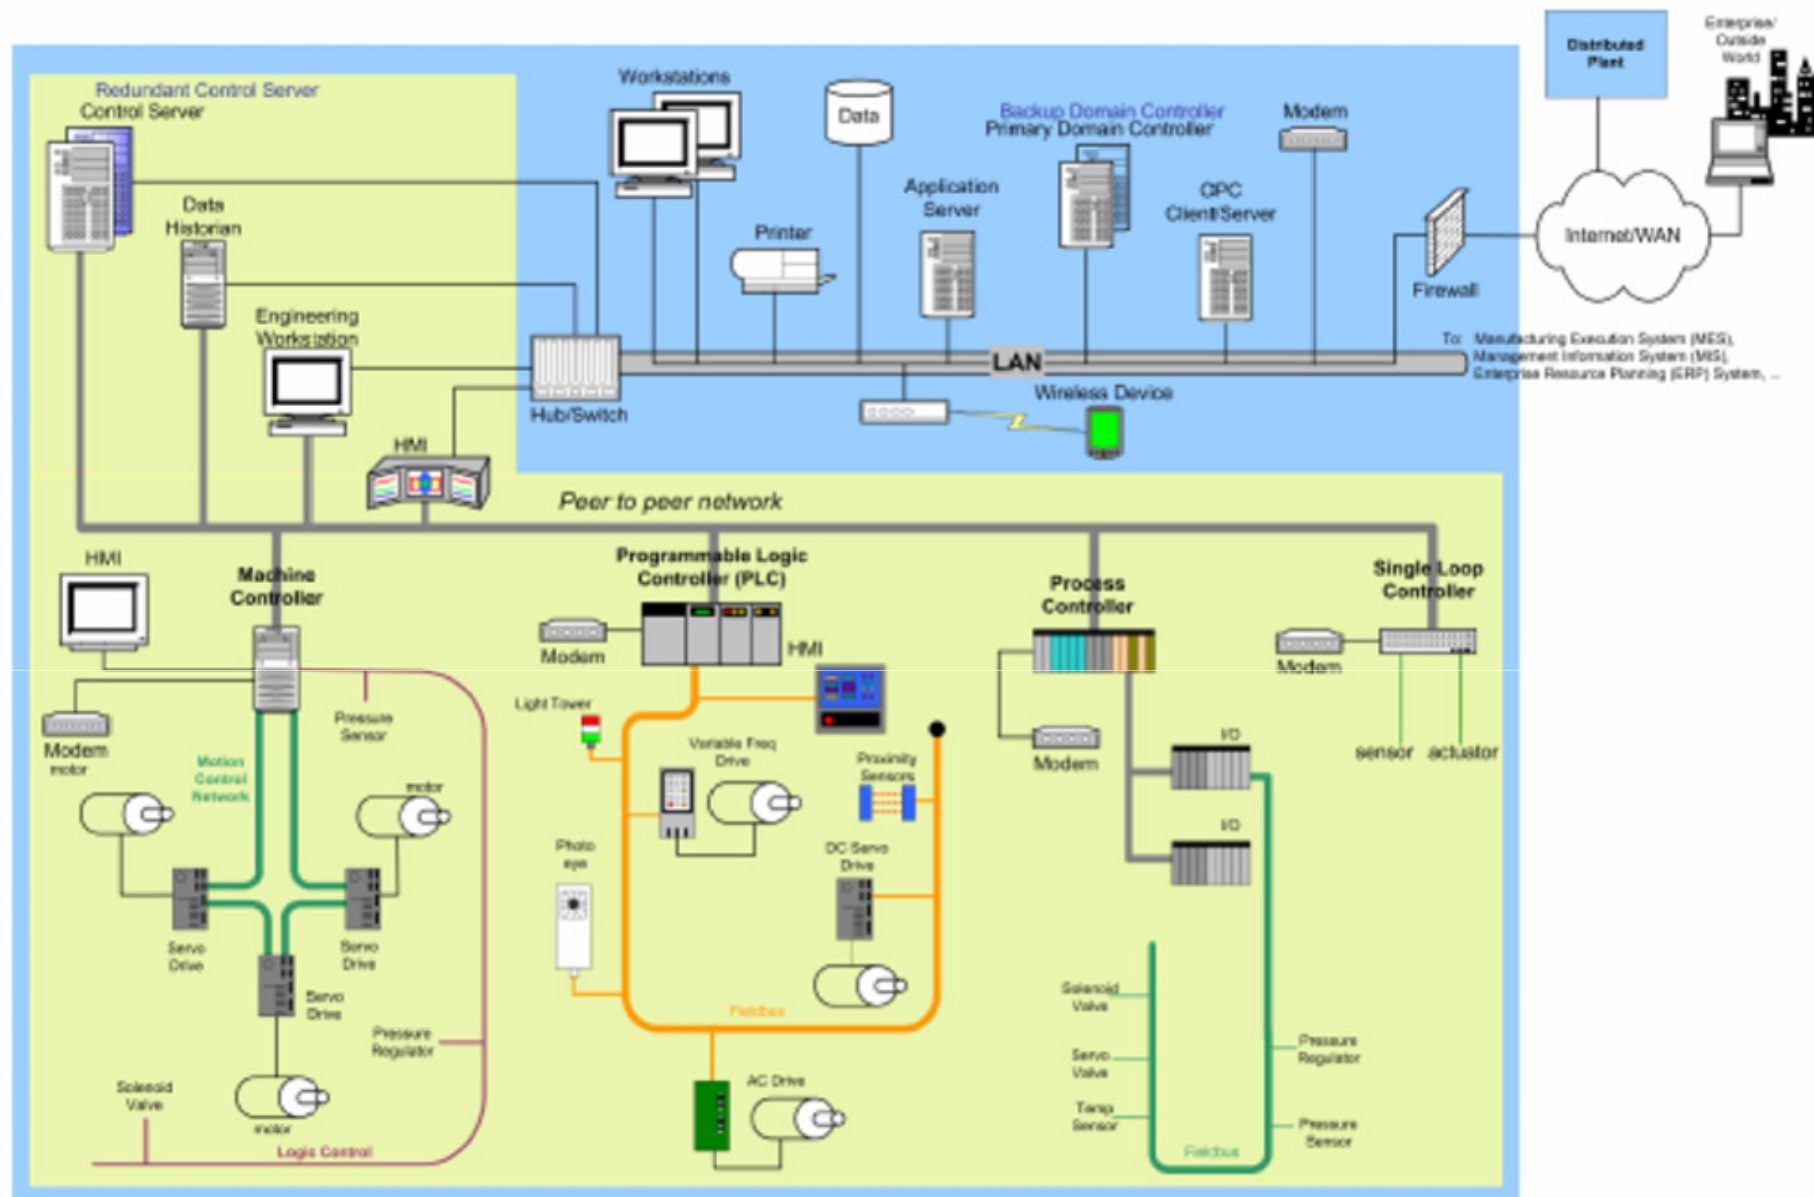 Distributed
Plant
Enterprise/
Outside
World
Redundant Control Server
Control Server
Workstations
Data
Backup Domain Controller
Primary Domain Controller
Modem
Data
Historian
Application
Server
OPC
Client/Server
Printer
Internet/WAN
Firewall
Engineering
Workstation
To: Manufacturing Execution System (MES),
Management Information System (MIS),
Enterprise Resource Planning (ERP) System, ...
LAN
Hub/Switch
Wireless Device
HMI
Peer to peer network
HMI
Machine
Controller
Programmable Logic
Controller (PLC)
Process
Controller
Single Loop
Controller
Modem
HMI
Modem
Light Tower
Pressure
Sensor
Modem
motor
Motion
Control
Network
motor
Variable Freq
Drive
Proximity
Sensors
Modem
I/O
sensor
actuator
I/O
Photo
eye
DC Servo
Drive
Servo
Drive
Servo
Drive
Servo
Drive
Fieldbus
Solenoid
Valve
Pressure
Regulator
Servo
Valve
Pressure
Regulator
Solenoid
Valve
AC Drive
Temp
Sensor
Pressure
Sensor
motor
Logic Control
Fieldbus